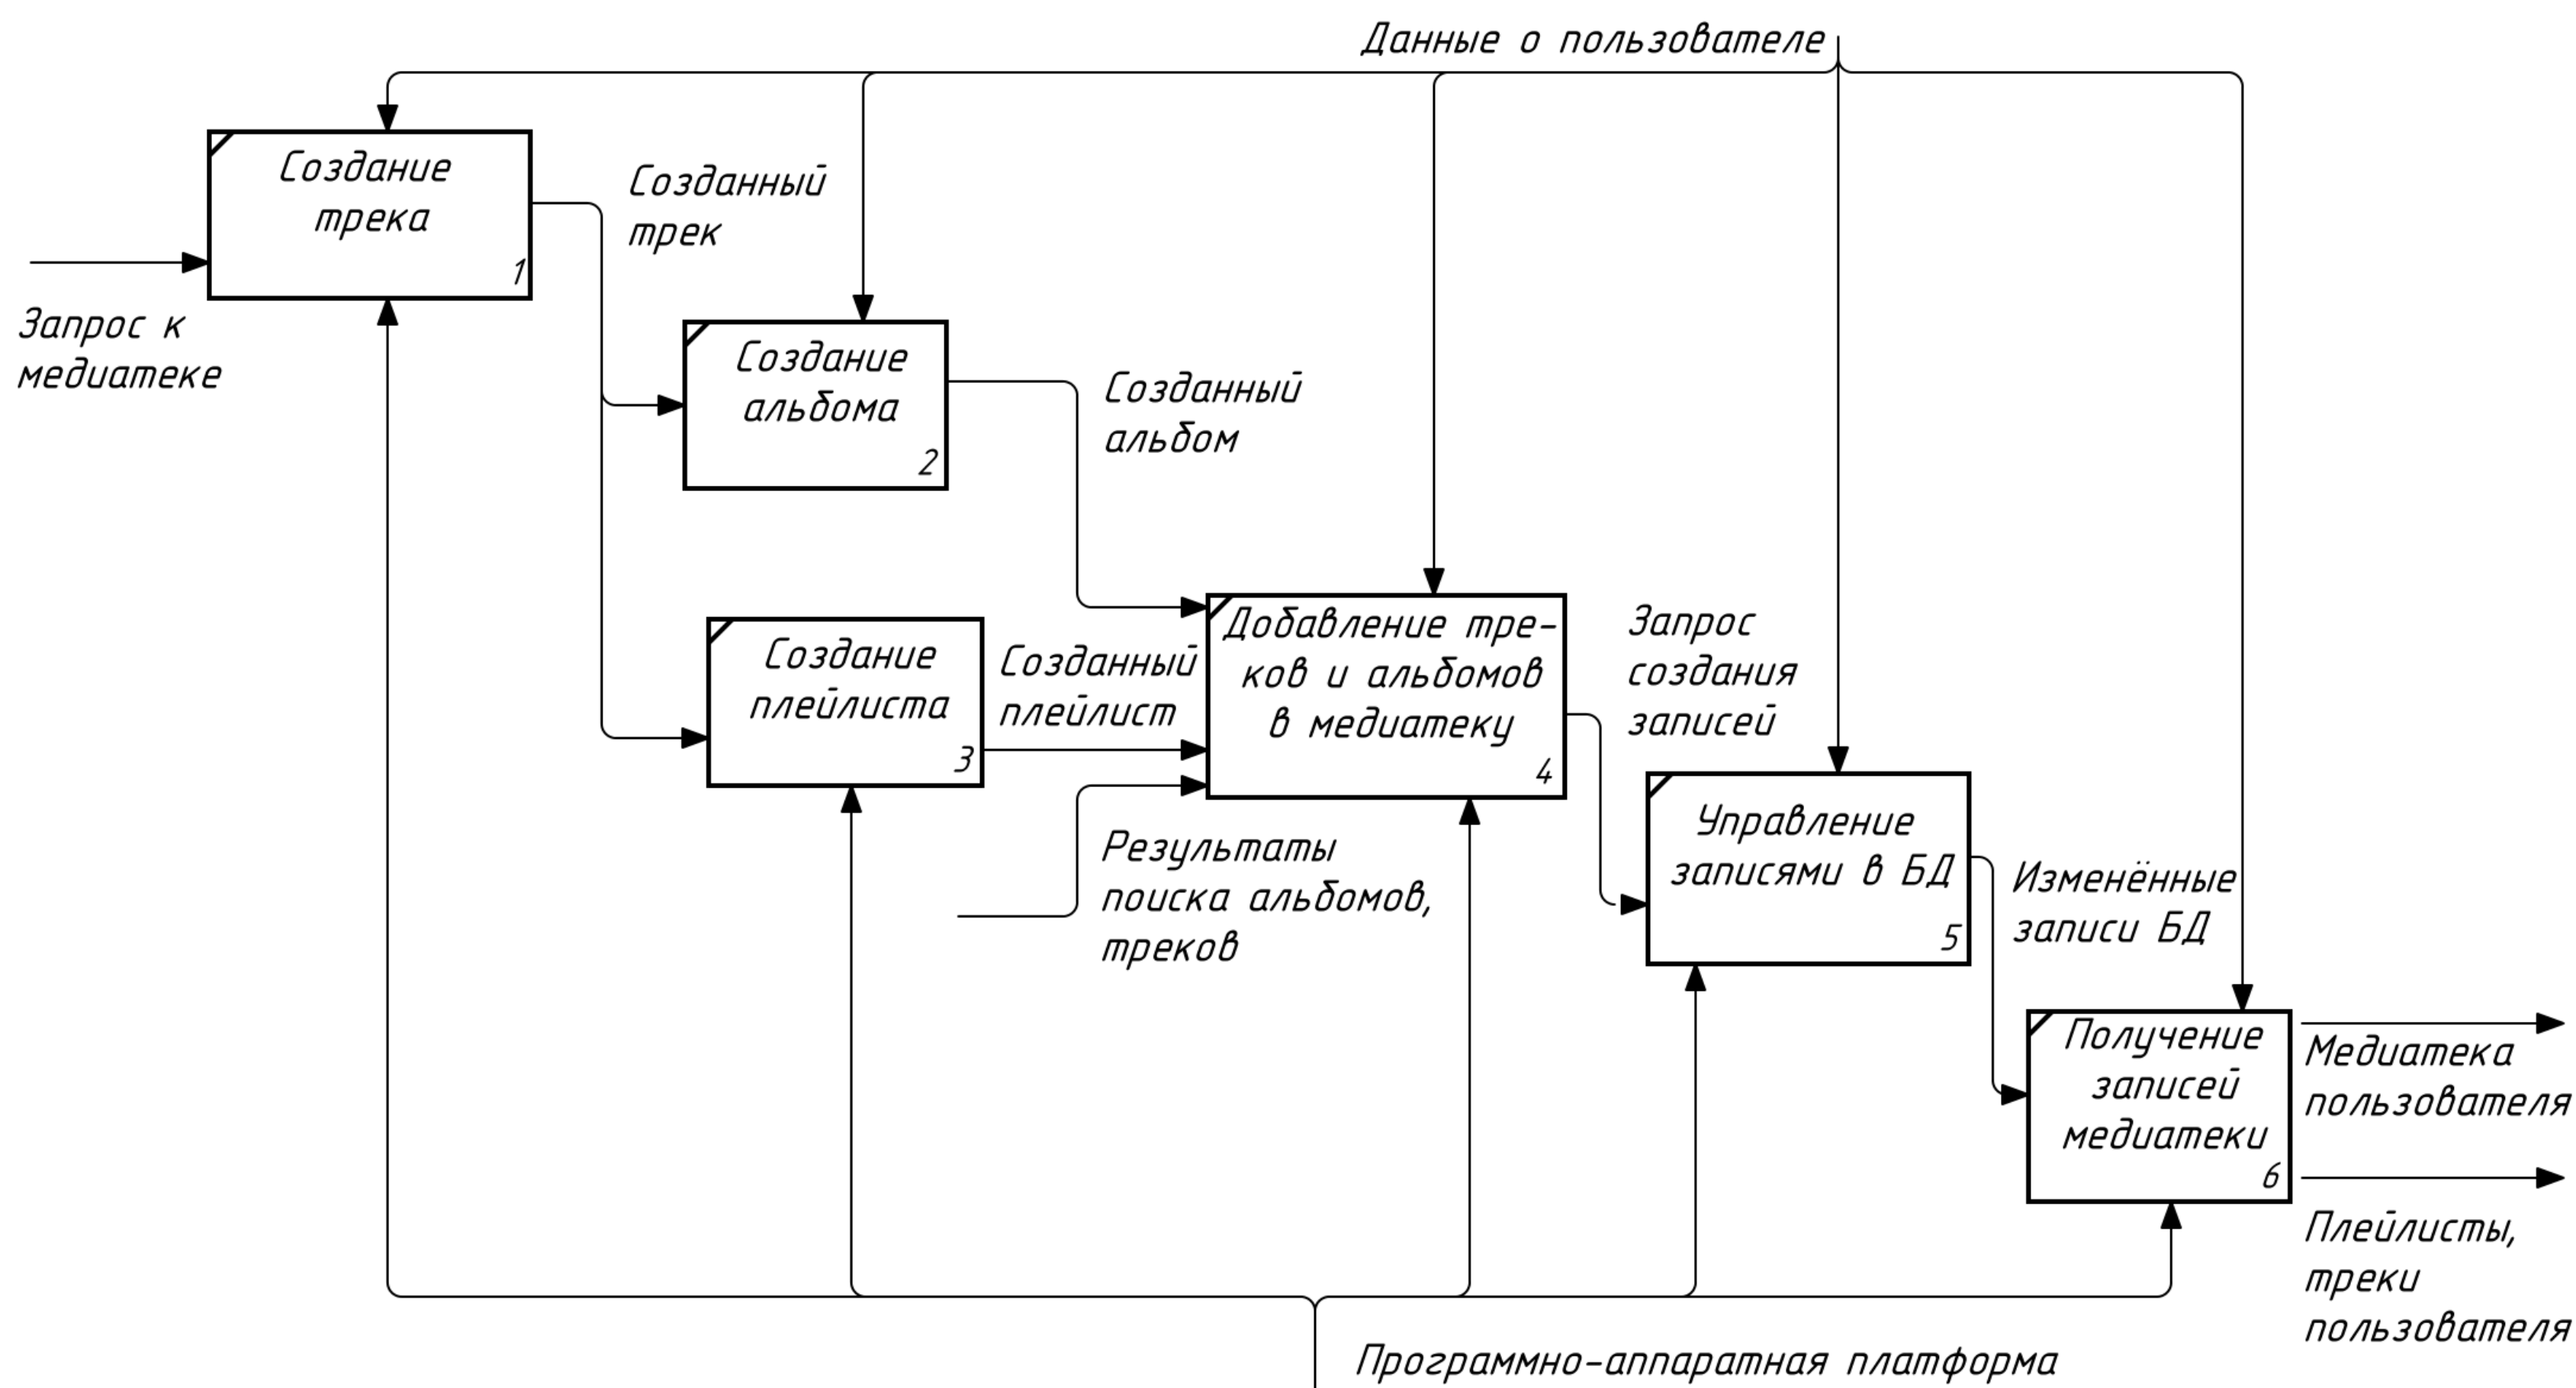 Данные о пользователе
Создание
трека
1
Созданный
трек
Запрос к
медиатеке
Создание
альбома
2
Созданный
альбом
Создание
плейлиста
3
Созданный
плейлист
Добавление тре-
ков и альбомов
в медиатеку
4
Запрос
создания
записей
Результаты
поиска альбомов,
треков
Управление
записями в БД
5
Изменённые
записи БД
Получение
записей
медиатеки
6
Медиатека
пользователя
Плейлисты,
треки
пользователя
Программно-аппаратная платформа